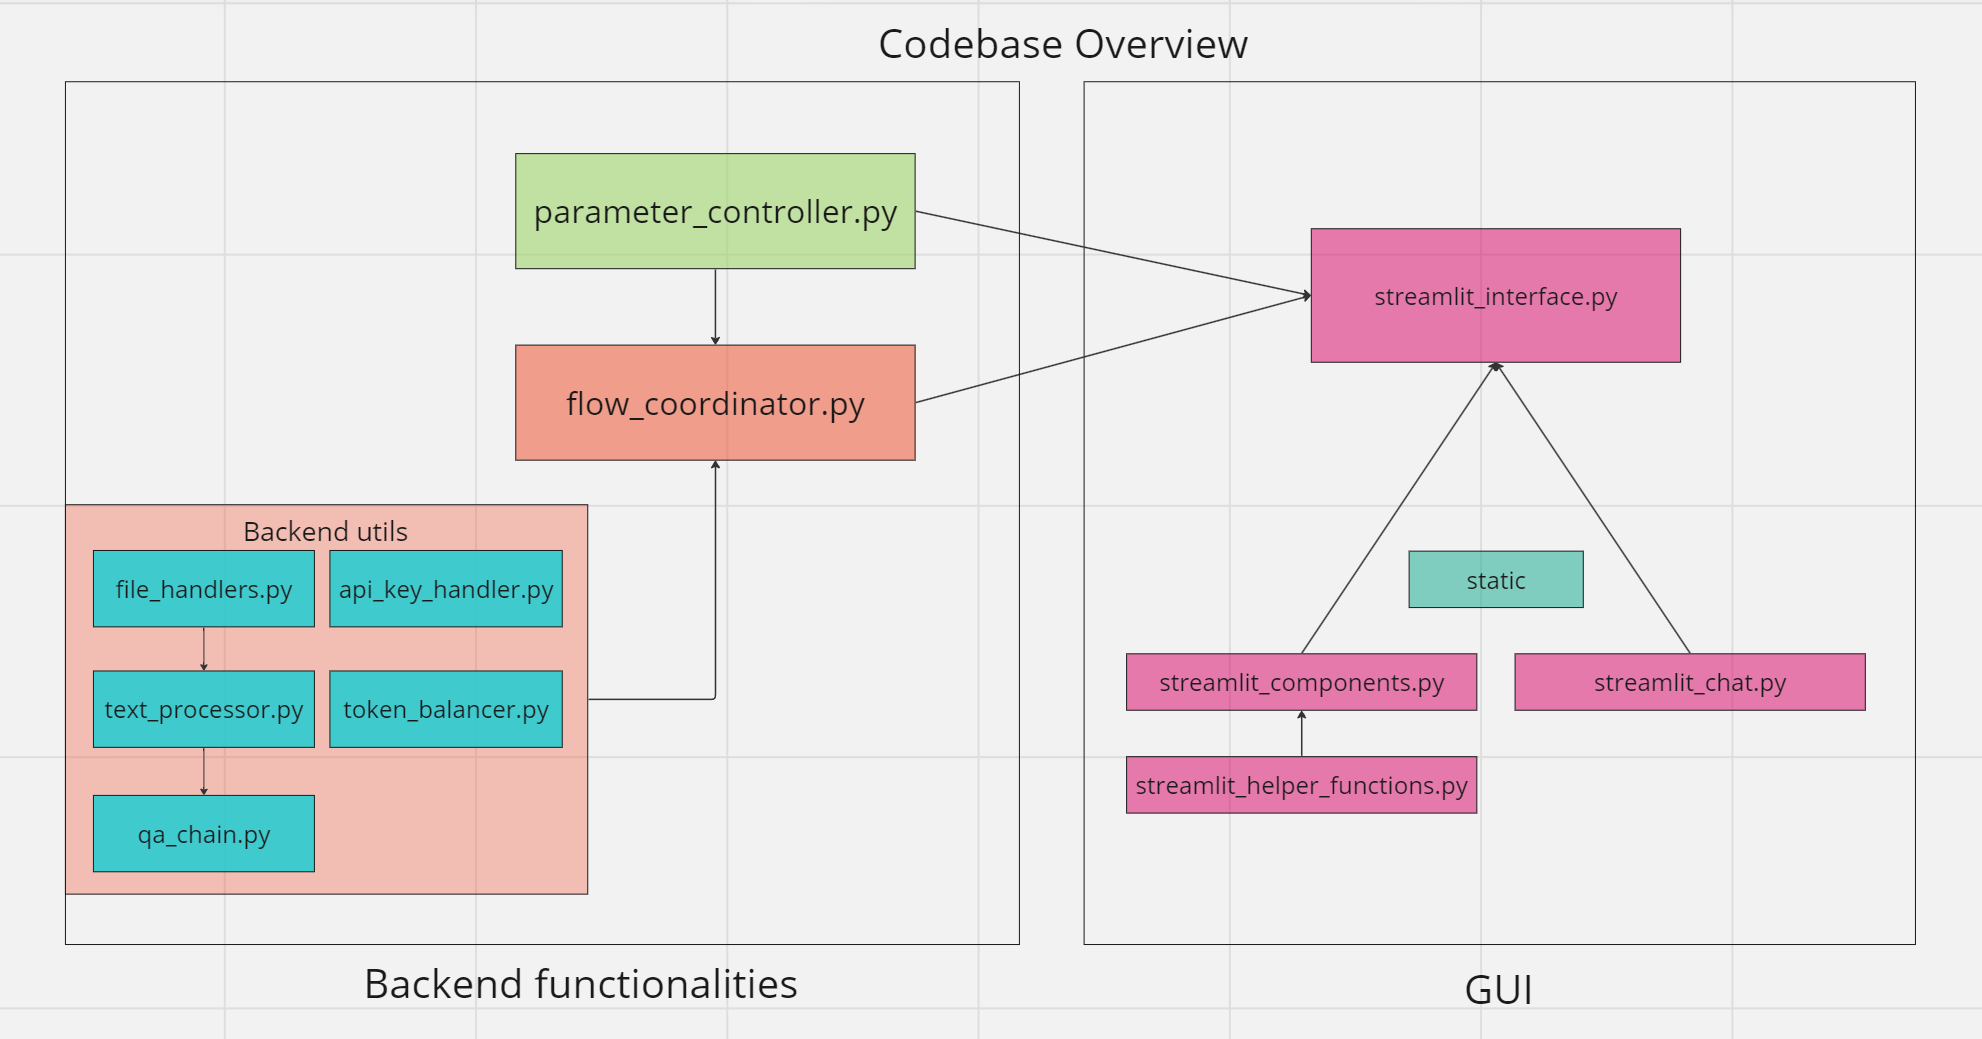 Codebase Overview
parameter_controller.py
flow_coordinator.py
Backend utils
file_handlers.py
api_key_handler.py
text_processor.py
token_balancer.py
qa_chain.py
Backend functionalities
streamlit_interface.py
static
streamlit_components.py
streamlit_chat.py
streamlit_helper_functions.py
GUI